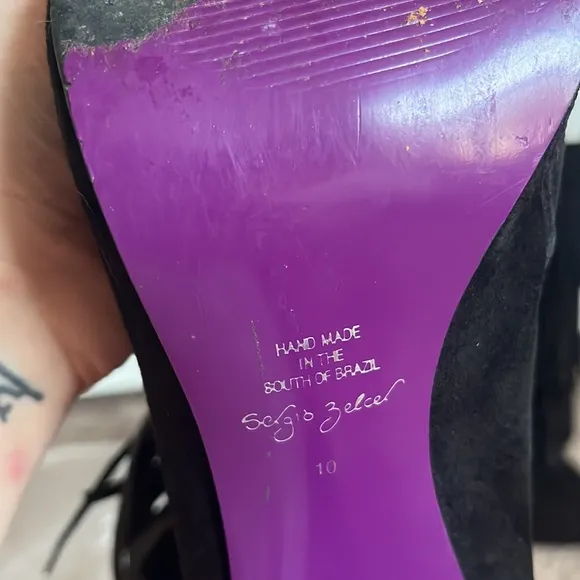 HAND MADE
IN THE
SOUTH OF BRAZIL
Sergio Zelcer
10